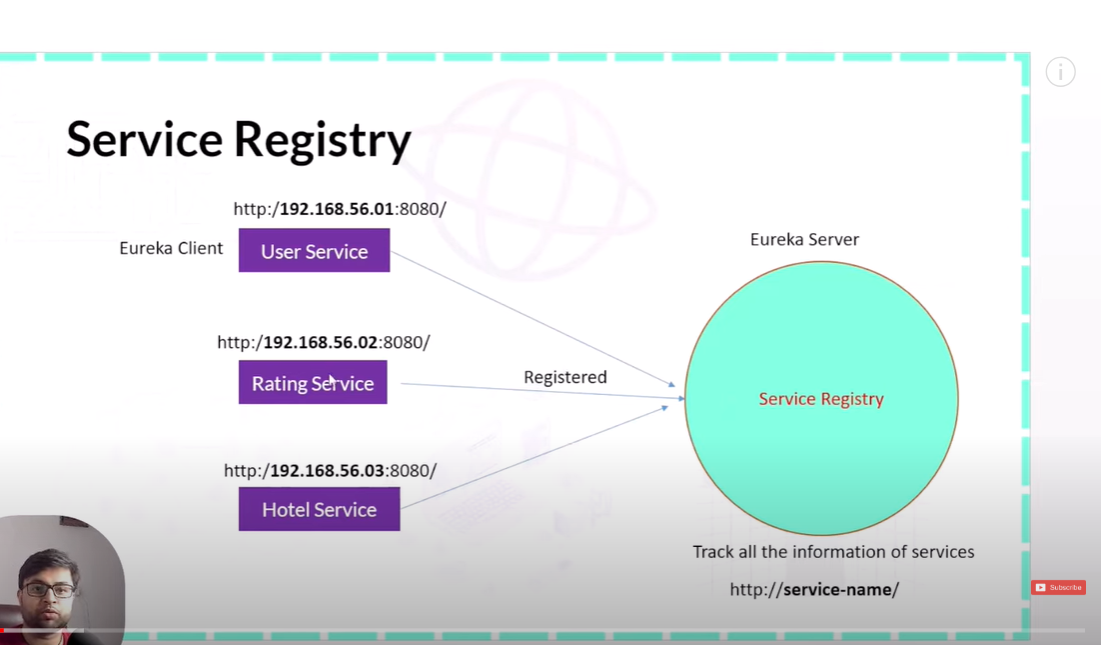 Service Registry
http:/192.168.56.01:8080/
Eureka Client
User Service
Eureka Server
http:/192.168.56.02:8080/
Rating Service
Registered
Service Registry
http:/192.168.56.03:8080/
Hotel Service
Track all the information of services
http://service-name/
Subscribe